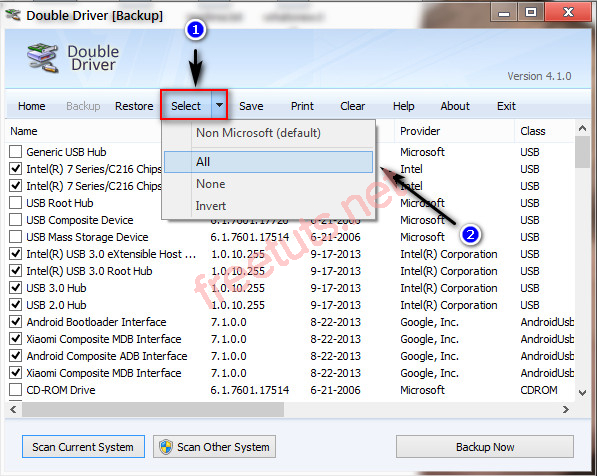 Double Driver [Backup]
1
Double
Driver
Version 4.1.0
Home Backup Restore Select Save Print Clear Help About Exit
Name Provider Class
Non Microsoft (default)
All
None
Invert
2
Generic USB Hub Microsoft USB
Intel(R) 7 Series/C216 Chips Intel USB
Intel(R) 7 Series/C216 Chips Intel USB
USB Root Hub Microsoft USB
USB Composite Device 6.1.7601.17514 6-21-2006 Microsoft USB
USB Mass Storage Device 6.1.7601.17514 6-21-2006 Microsoft USB
Intel(R) USB 3.0 eXtensible Host ... 1.0.10.255 9-17-2013 Intel(R) Corporation USB
Intel(R) USB 3.0 Root Hub 1.0.10.255 9-17-2013 Intel(R) Corporation USB
USB 3.0 Hub 1.0.10.255 9-17-2013 Intel(R) Corporation USB
USB 2.0 Hub 1.0.10.255 9-17-2013 Intel(R) Corporation USB
Android Bootloader Interface 7.1.0.0 8-22-2013 Google, Inc. AndroidUsb
Xiaomi Composite MDB Interface 7.1.0.0 8-22-2013 Google, Inc. AndroidUsb
Android Composite ADB Interface 7.1.0.0 8-22-2013 Google, Inc. AndroidUsb
Xiaomi Composite MDB Interface 7.1.0.0 8-22-2013 Google, Inc. AndroidUsb
CD-ROM Drive 6.1.7601.17514 6-21-2006 Microsoft CDROM
freetuts.net
Scan Current System Scan Other System Backup Now